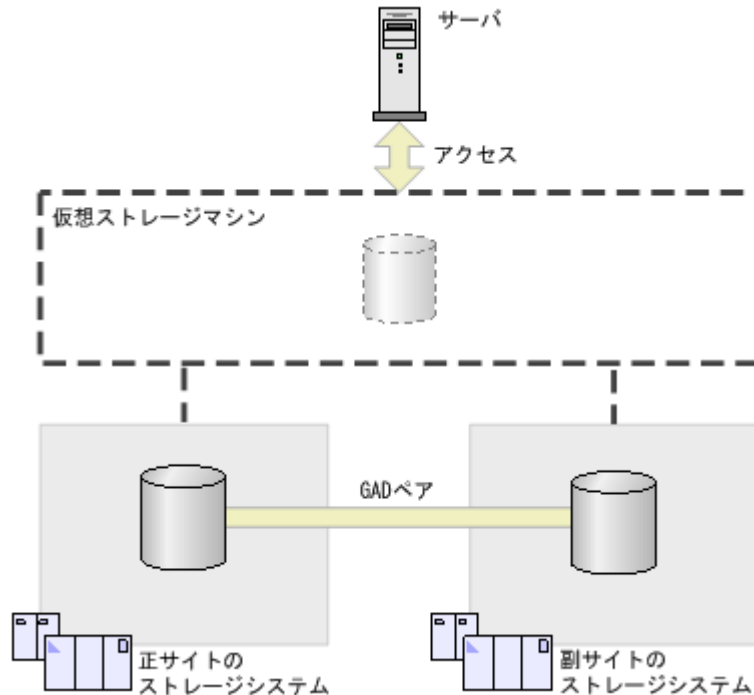 サーバ
アクセス
仮想ストレージマシン
GADペア
正サイトの
ストレージシステム
副サイトの
ストレージシステム